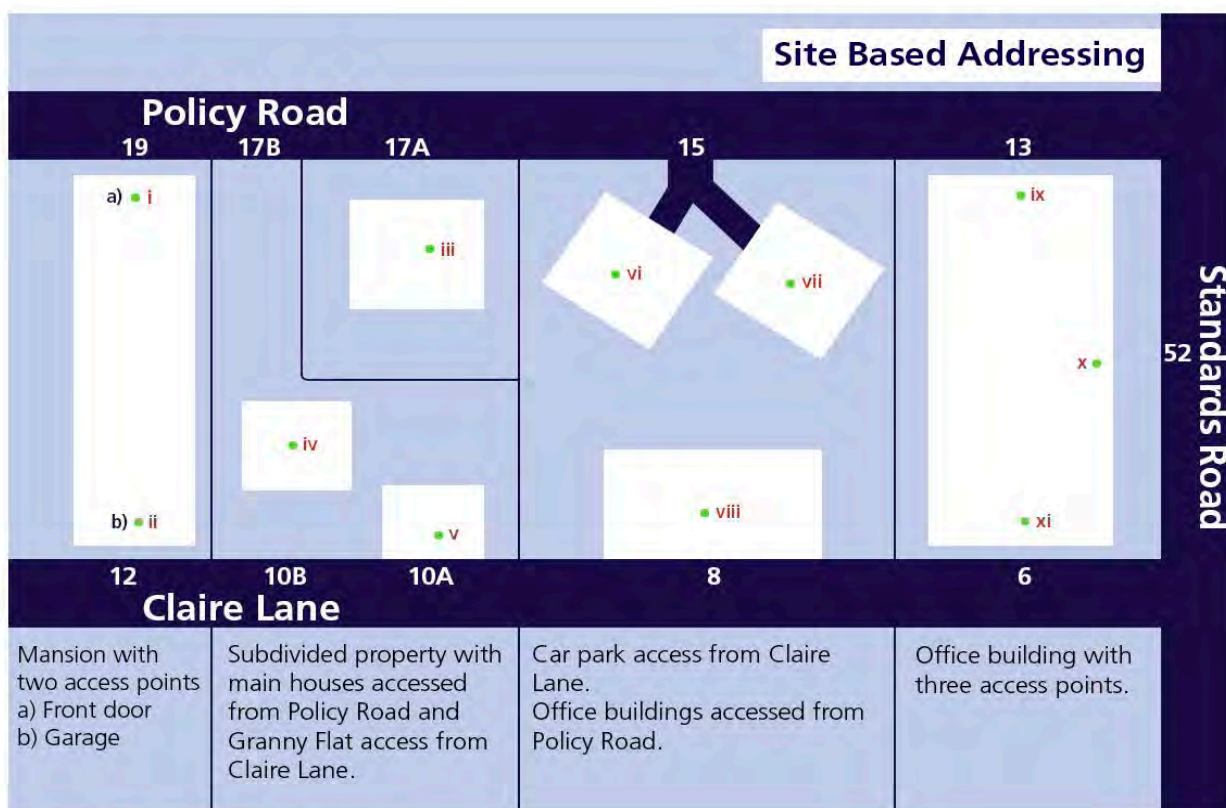 Site Based Addressing
Policy Road
19 17B 17A 15 13
a) i
ix
iii
vi
vii
Standards Road
52
x
iv
b) ii
v
viii
xi
12 10B 10A 8 6
Claire Lane
Mansion with
two access points
a) Front door
b) Garage
Subdivided property with
main houses accessed
from Policy Road and
Granny Flat access from
Claire Lane.
Car park access from Claire
Lane.
Office buildings accessed from
Policy Road.
Office building with
three access points.